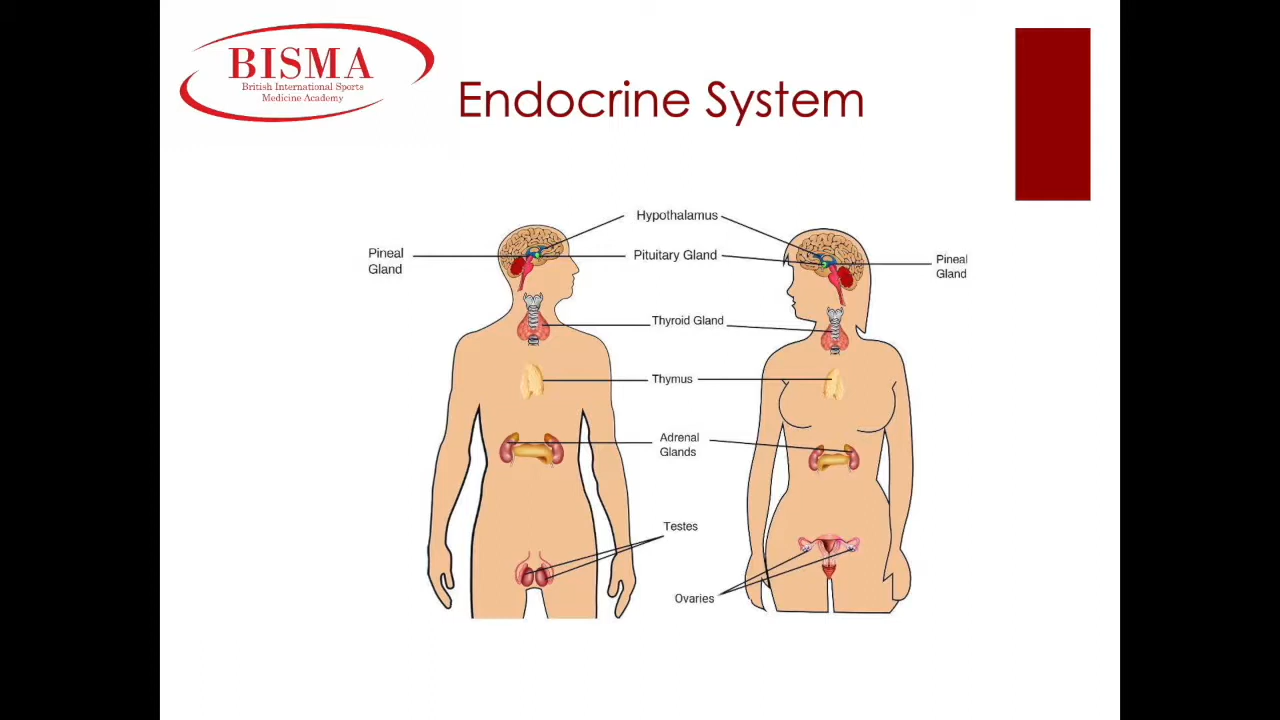 BISMA
British International Sports
Medicine Academy
Endocrine System
Hypothalamus
Pineal
Gland
Pituitary Gland
Pineal
Gland
Thyroid Gland
Thymus
Adrenal
Glands
Testes
Ovaries